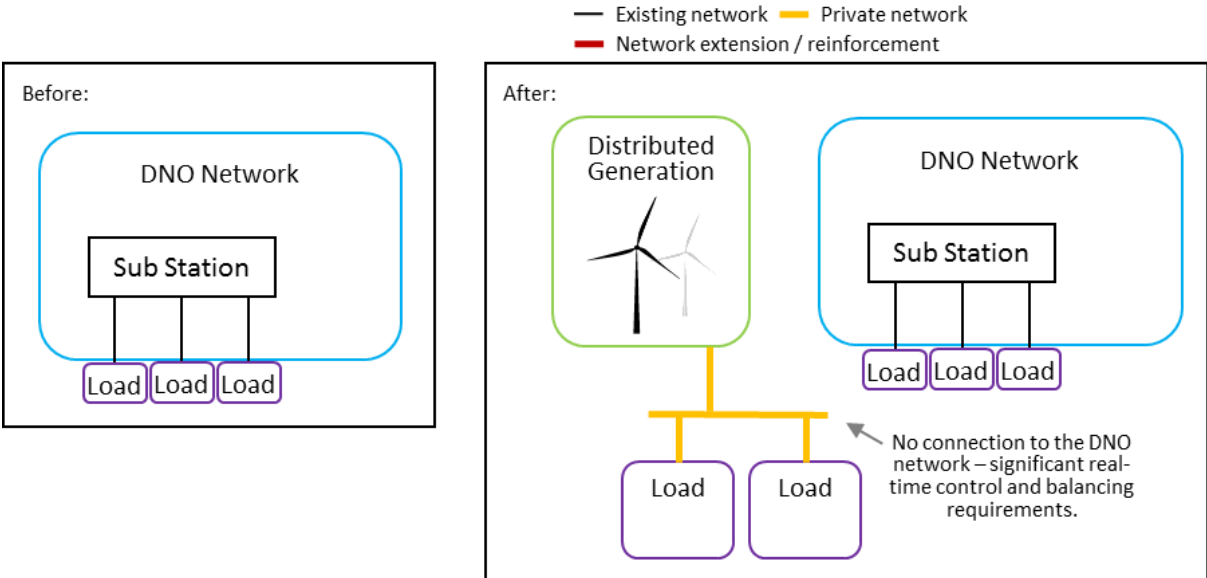 Existing network Private network
Network extension / reinforcement
Before:
DNO Network
Sub Station
Load Load Load
After:
Distributed
Generation
DNO Network
Sub Station
Load Load Load
No connection to the DNO
network – significant real-
time control and balancing
requirements.
Load Load